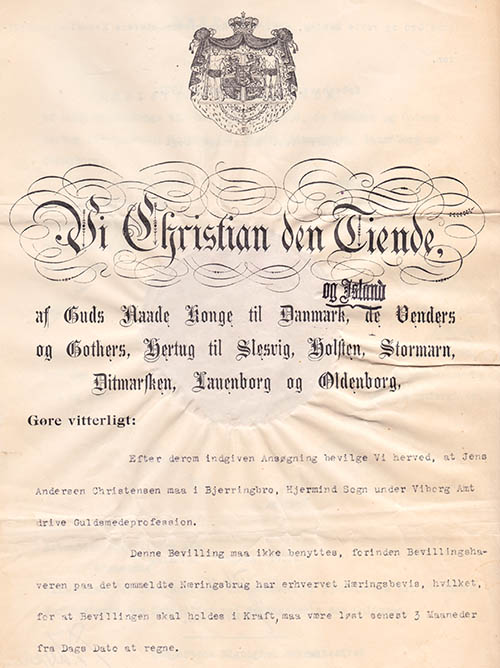 Vi Christian den Tiende,
og Island
af Guds Naade Konge til Danmark, de Venders
og Gothers, Hertug til Slesvig, Holsten, Stormarn,
Ditmarsken, Lauenborg og Oldenborg,
Gøre vitterligt:
Efter derom indgiven Ansøgning bevilge Vi herved, at Jens
Andersen Christensen maa i Bjerringbro, Hjermind Sogn under Viborg Amt
drive Guldsmedeprofession.
Denne Bevilling maa ikke benyttes, forinden Bevillingsha-
veren paa det ommeldte Næringsbrug har erhvervet Næringsbevis, hvilket,
for at Bevillingen skal holdes i Kraft, maa være løst senest 3 Maaneder
fra Dags Dato at regne.